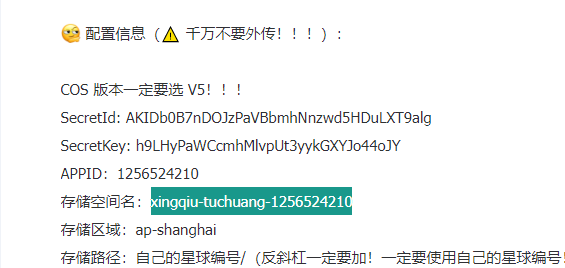 🧐 配置信息（⚠️ 千万不要外传！！！）：
COS 版本一定要选 V5！！！
SecretId: AKIDb0B7nDOJzPaVBbmhNnzwd5HDuLXT9alg
SecretKey: h9LHyPaWCcmhMlvpUt3yykGXYJo44oJY
APPID：1256524210
存储空间名：xingqiu-tuchuang-1256524210
存储区域：ap-shanghai
存储路径：自己的星球编号/（反斜杠一定要加！一定要使用自己的星球编号！